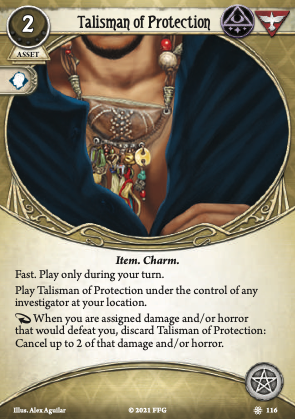 2
Talisman of Protection
ASSET
Item. Charm.
Fast. Play only during your turn.
Play Talisman of Protection under the control of any
investigator at your location.
When you are assigned damage and/or horror
that would defeat you, discard Talisman of Protection:
Cancel up to 2 of that damage and/or horror.
Illus. Alex Aguilar
© 2021 FFG
116